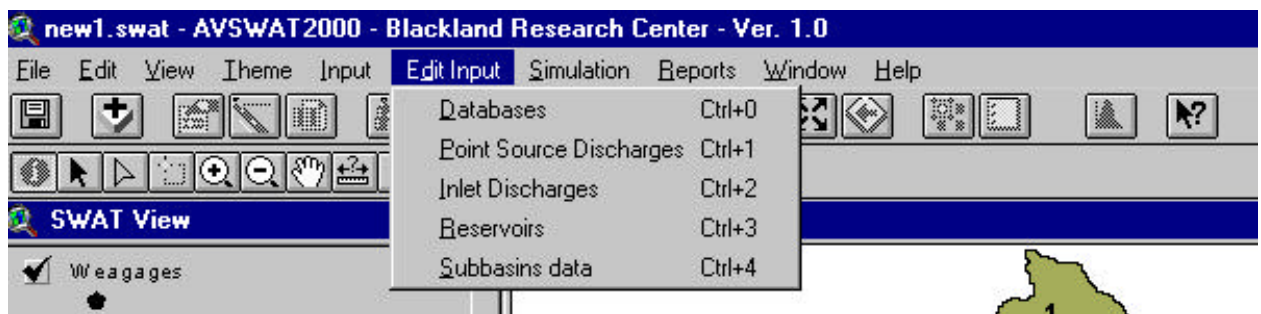 new1.swat - AVSWAT2000 - Blackland Research Center - Ver. 1.0
File Edit View Theme Input Edit Input Simulation Reports Window Help
Databases Ctrl+0
Point Source Discharges Ctrl+1
Inlet Discharges Ctrl+2
Reservoirs Ctrl+3
Subbasins data Ctrl+4
SWAT View
Weagages
1